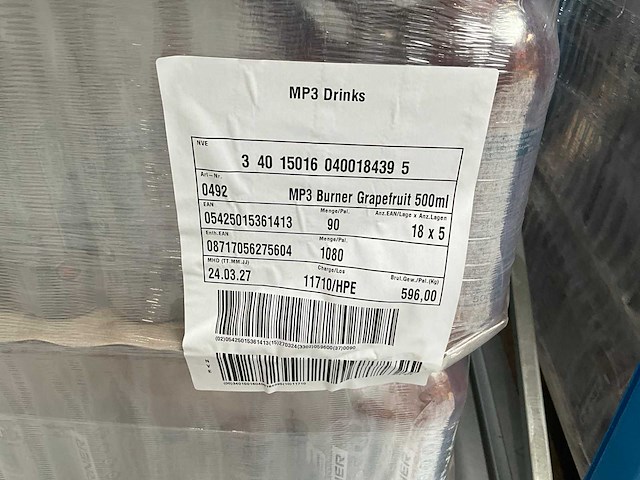 MP3 Drinks
NVE
3 40 15016 040018439 5
Art-Nr.
0492 MP3 Burner Grapefruit 500ml
EAN Menge/Pal. Anz.EAN/Lage x Anz.Lagen
05425015361413 90 18 x 5
Enth.EAN Menge/Pal.
08717056275604 1080
MHD (TT.MM.JJ) Charge/Los Brut.Gew./Pal.(Kg)
24.03.27 11710/HPE 596,00